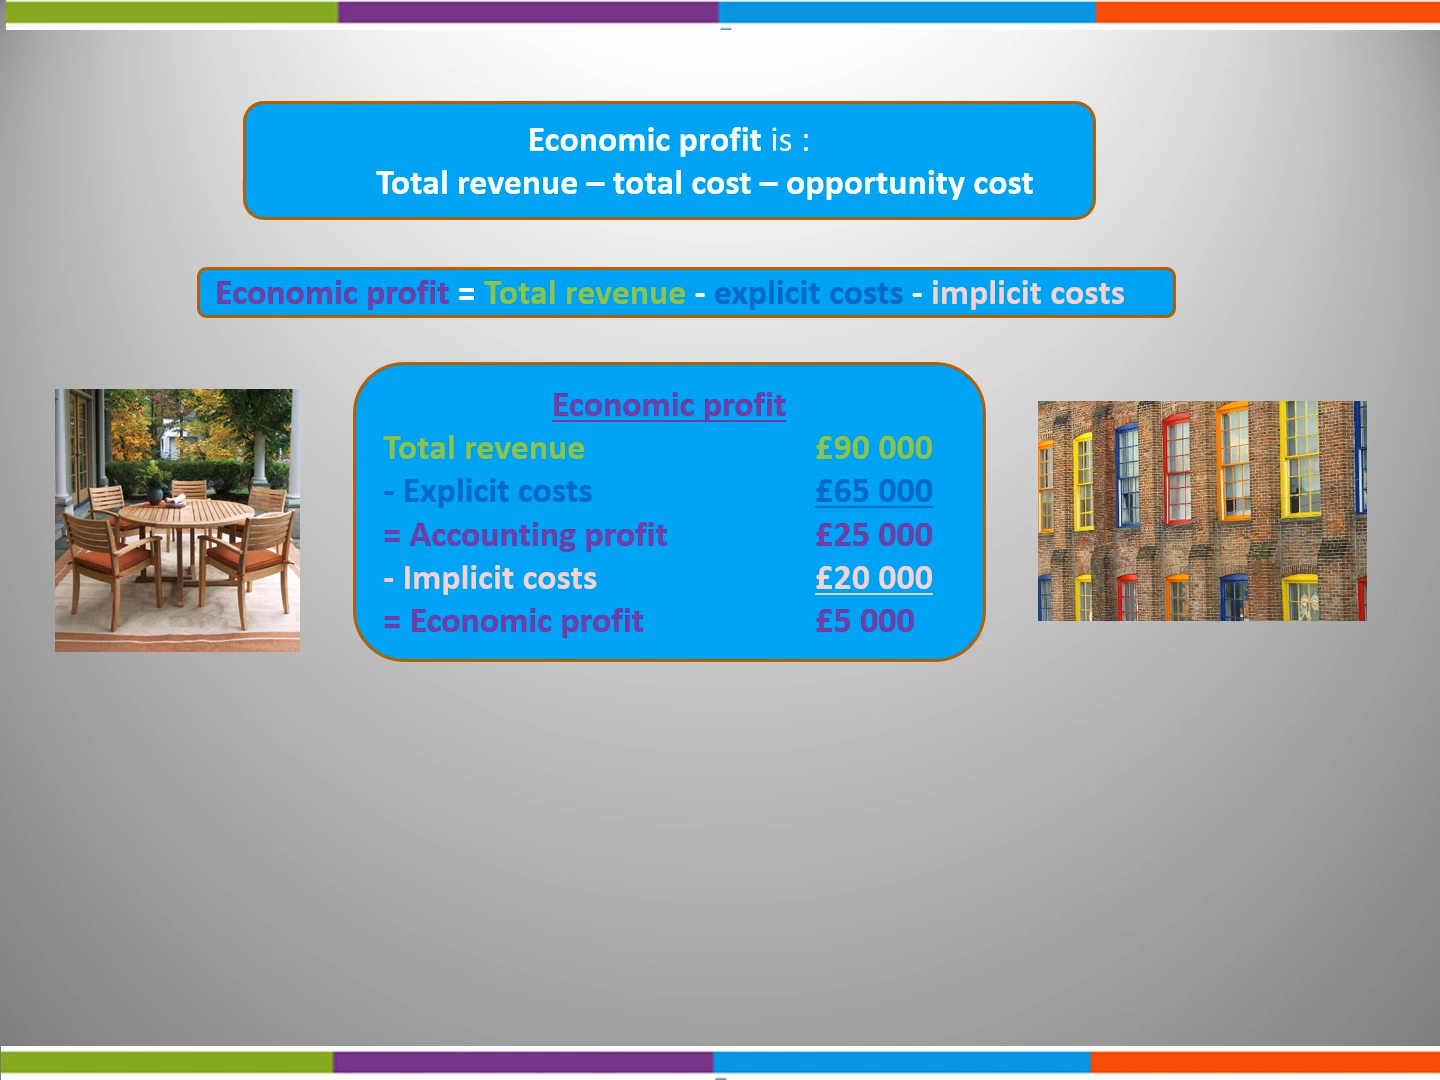 Economic profit is :
Total revenue – total cost – opportunity cost
Economic profit = Total revenue - explicit costs - implicit costs
Economic profit
Total revenue £90 000
- Explicit costs £65 000
= Accounting profit £25 000
- Implicit costs £20 000
= Economic profit £5 000